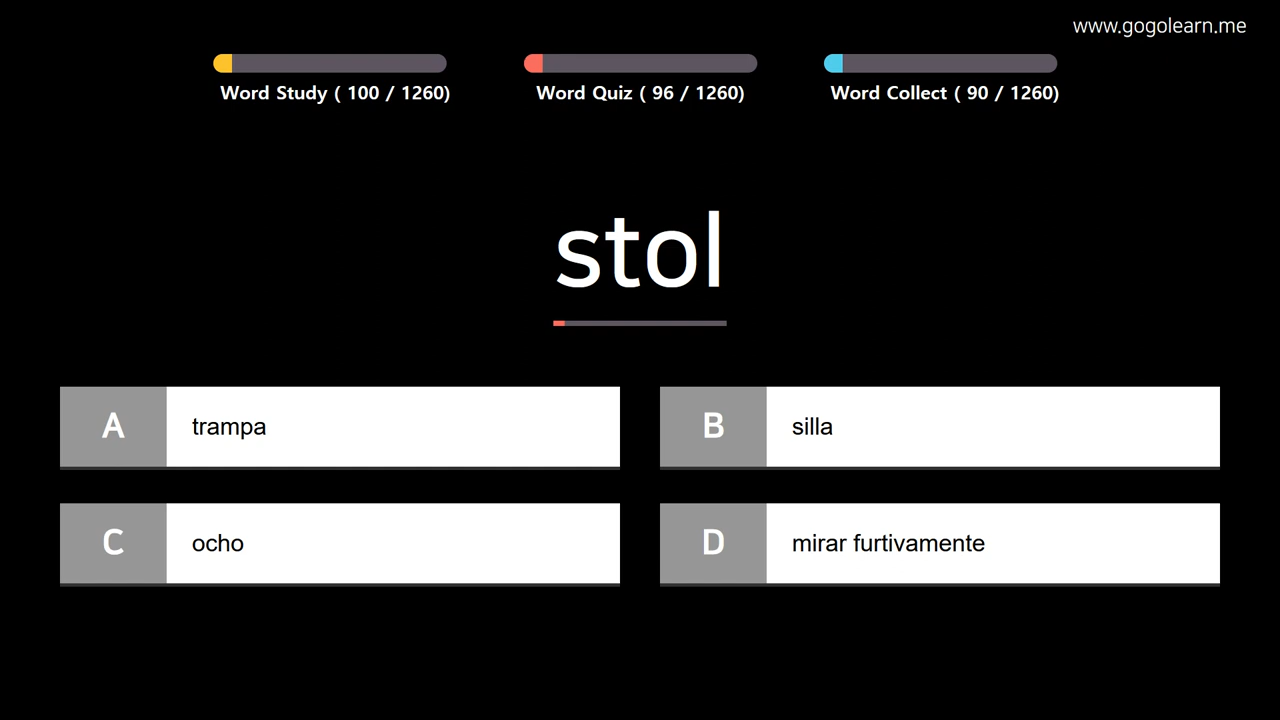 www.gogolearn.me
Word Study ( 100 / 1260)
Word Quiz ( 96 / 1260)
Word Collect ( 90 / 1260)
stol
A trampa
B silla
C ocho
D mirar furtivamente